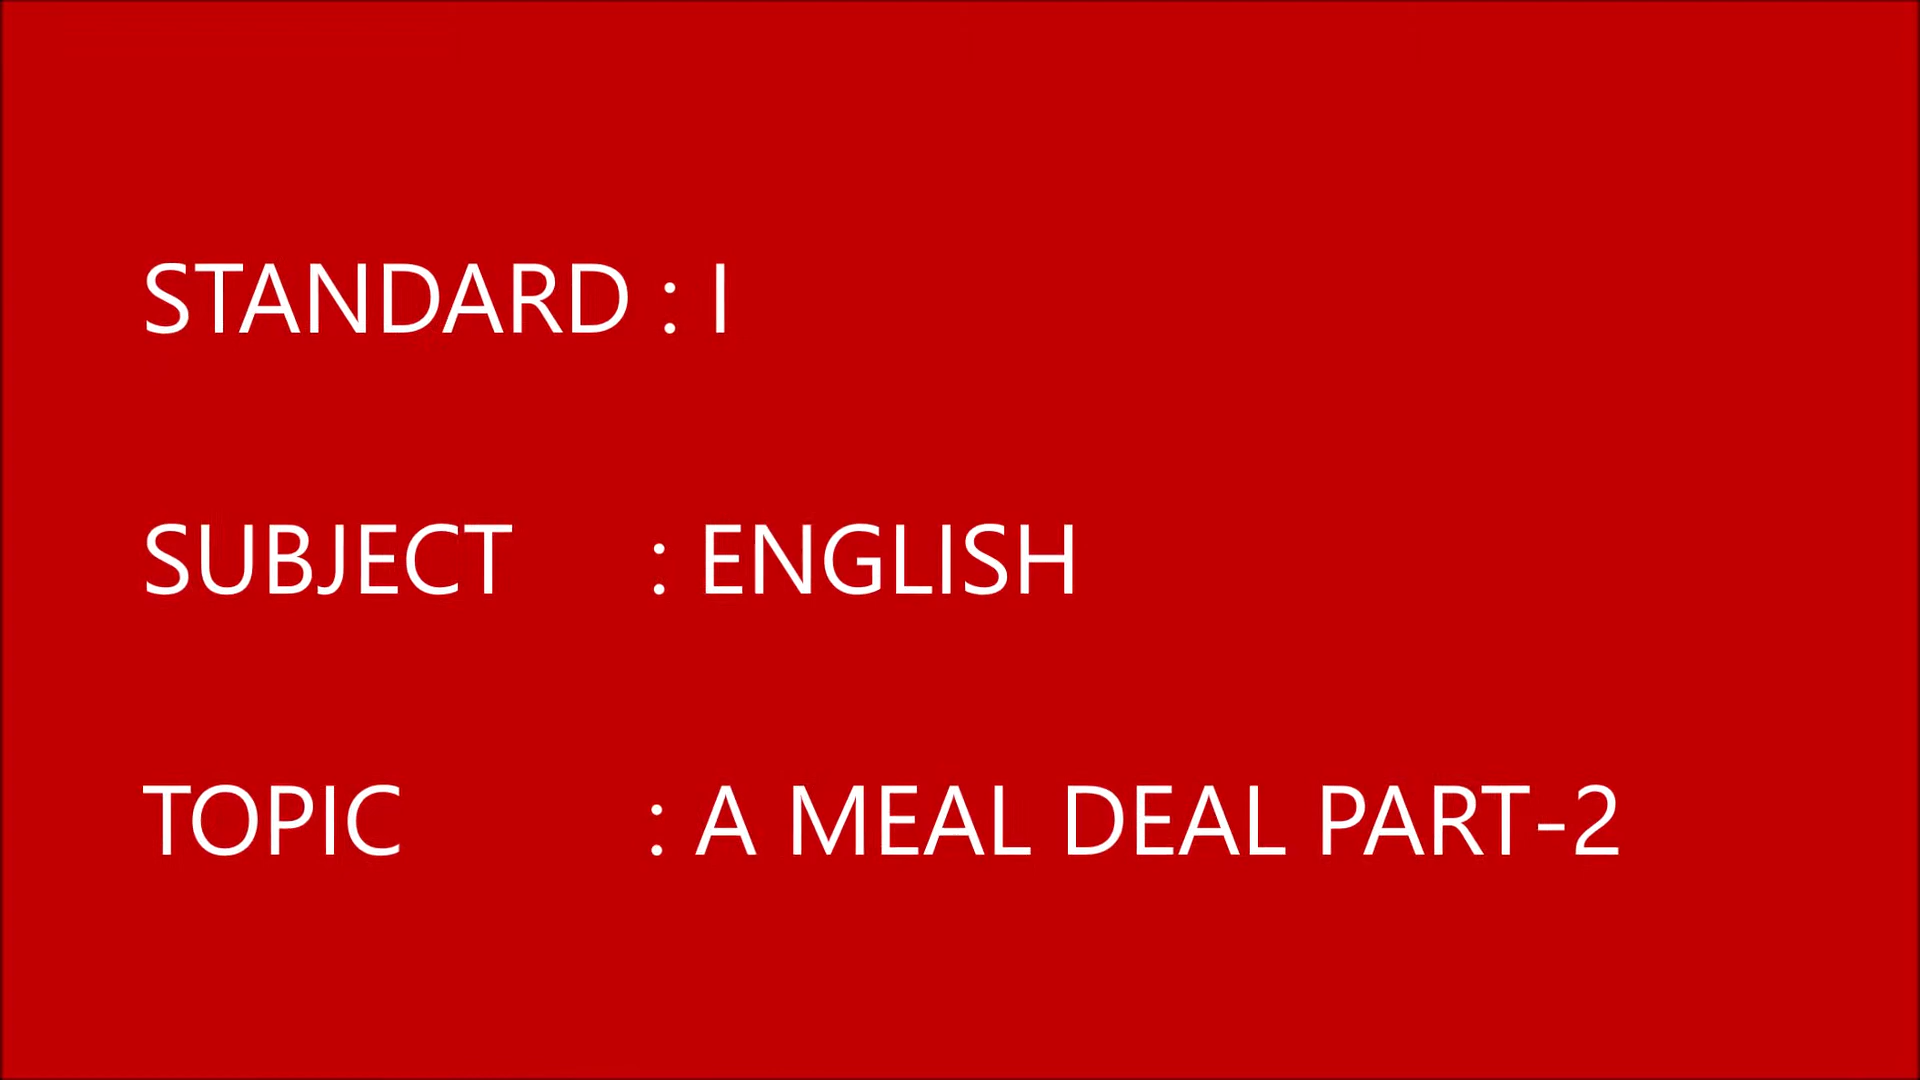 STANDARD : I
SUBJECT : ENGLISH
TOPIC : A MEAL DEAL PART-2